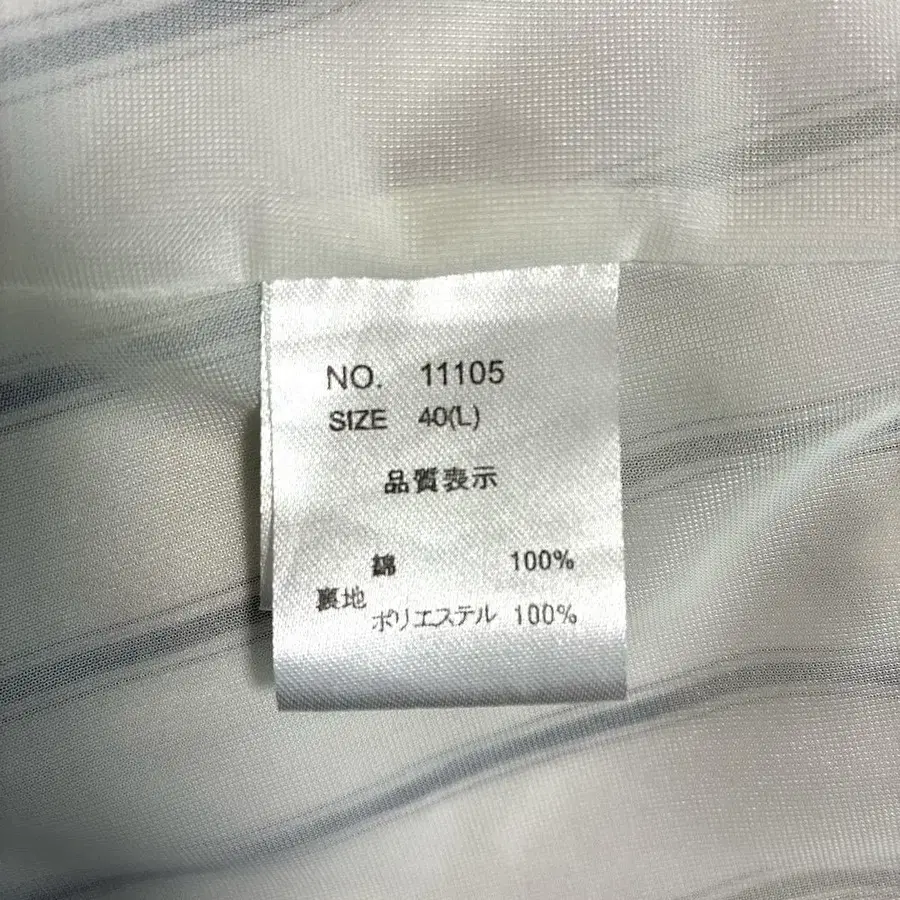 NO. 11105
SIZE 40(L)
品質表示
綿 100%
裏地
ポリエステル 100%